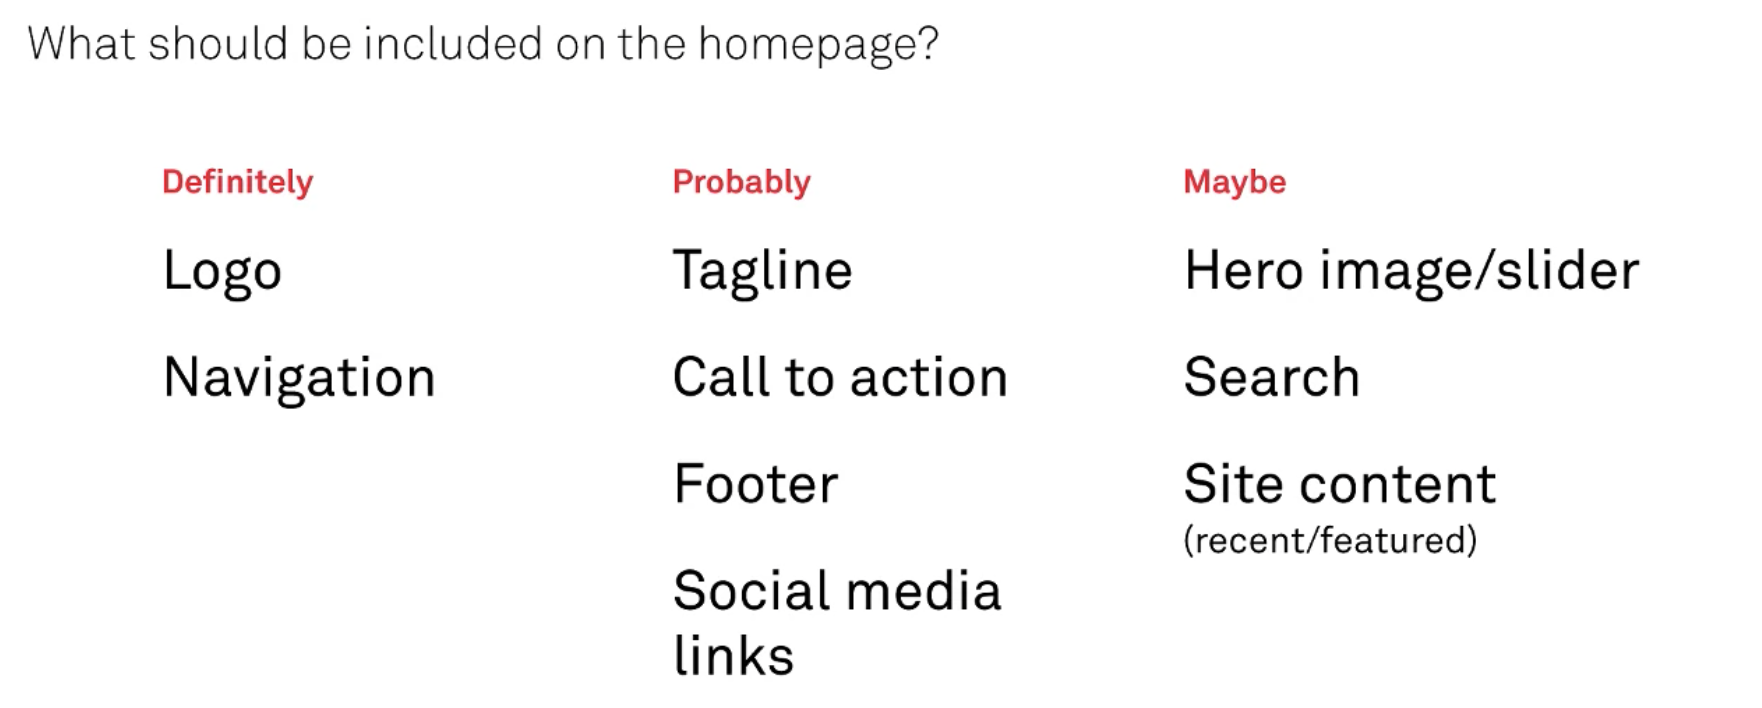 What should be included on the homepage?
Definitely
Logo
Navigation
Probably
Tagline
Call to action
Footer
Social media
links
Maybe
Hero image/slider
Search
Site content
(recent/featured)